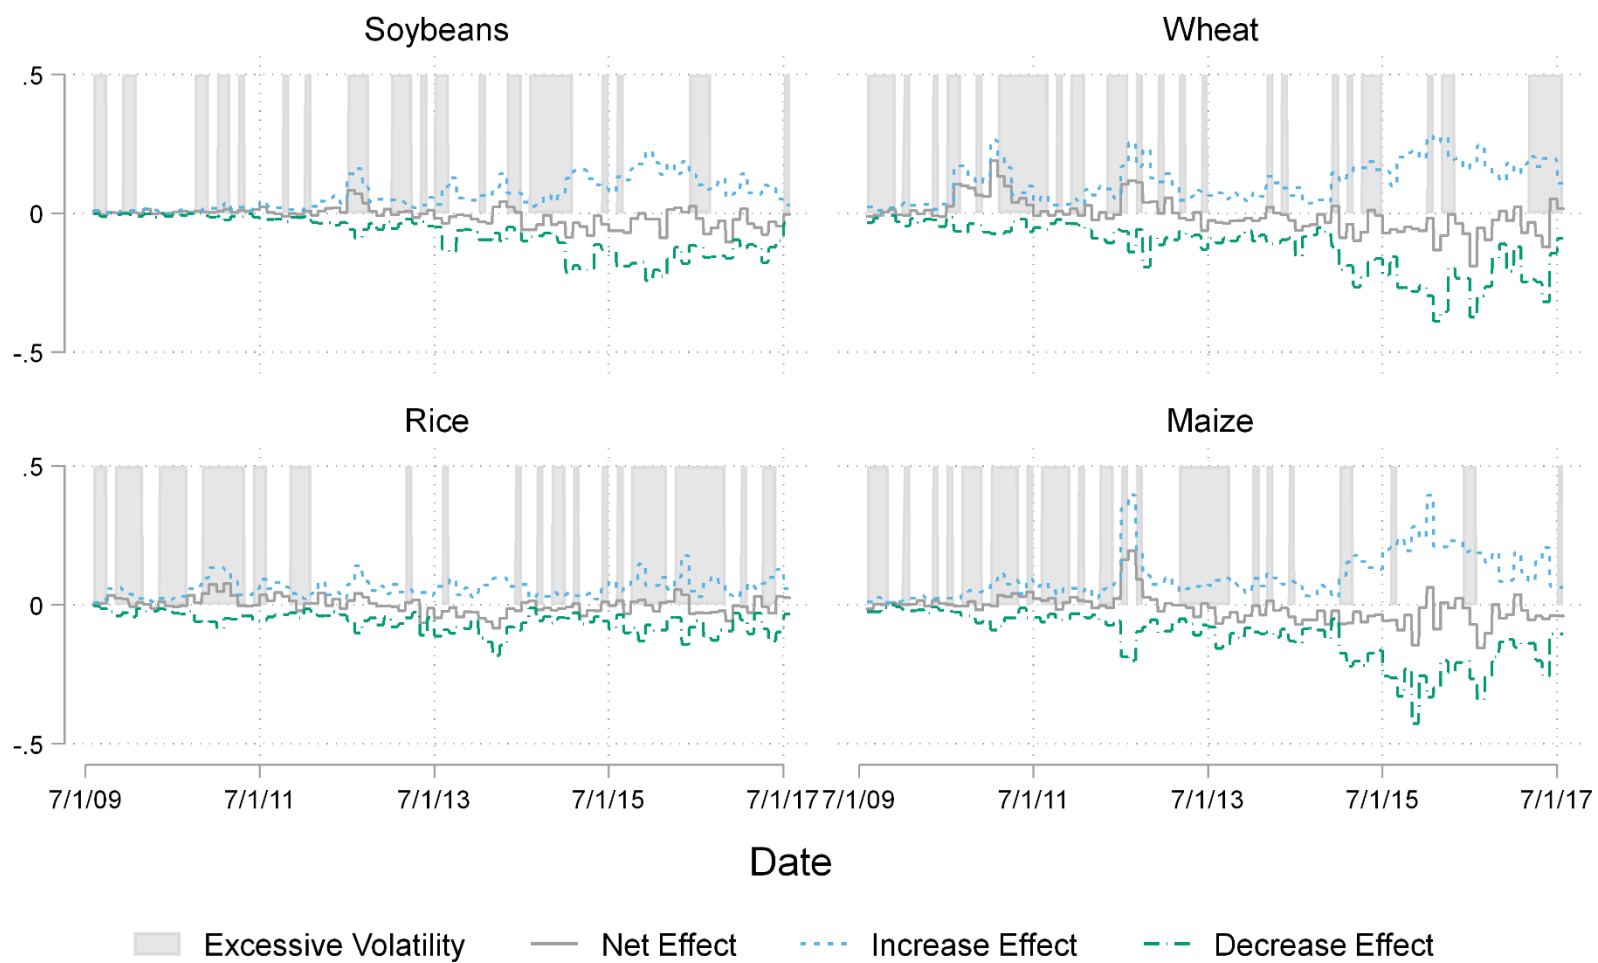 Soybeans
Wheat
.5
0
-.5
Rice
Maize
.5
0
-.5
7/1/09 7/1/11 7/1/13 7/1/15 7/1/17 7/1/09 7/1/11 7/1/13 7/1/15 7/1/17
Date
Excessive Volatility Net Effect Increase Effect Decrease Effect